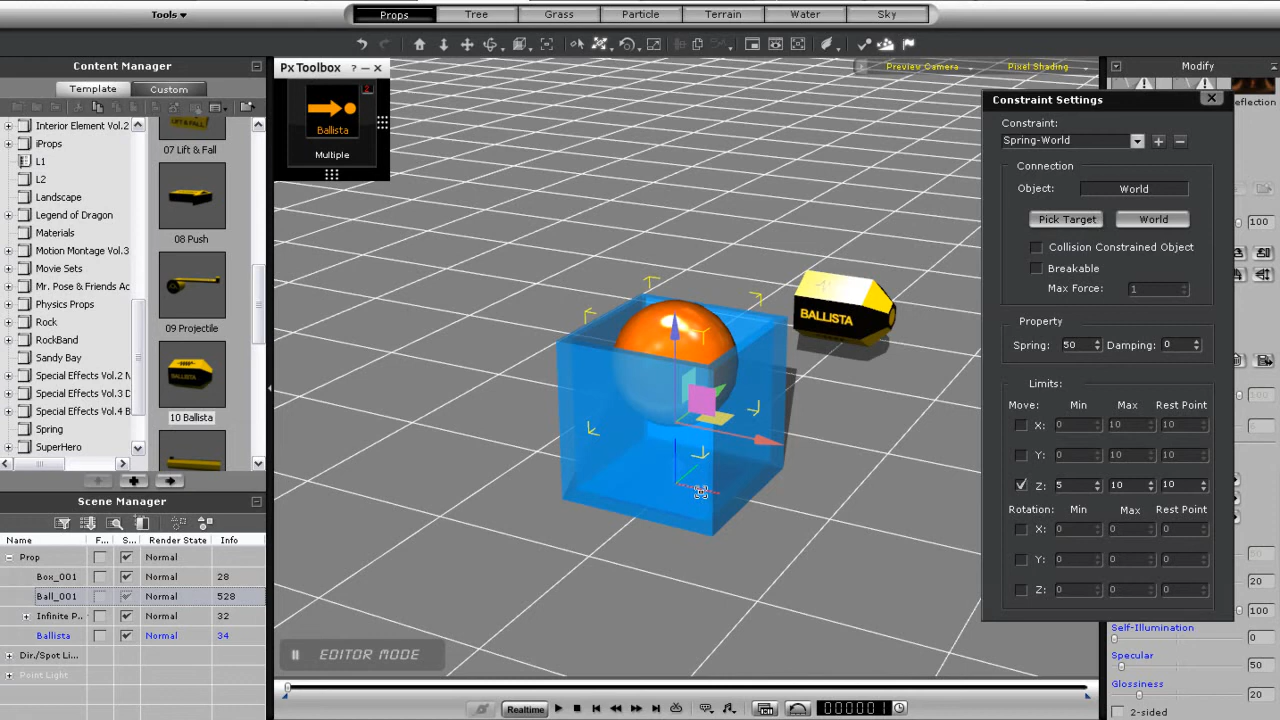 Tools
Props
Tree
Grass
Particle
Terrain
Water
Sky
Content Manager
Template
Custom
Interior Element Vol.2
iProps
L1
L2
Landscape
Legend of Dragon
Materials
Motion Montage Vol.3
Movie Sets
Mr. Pose & Friends Ac
Physics Props
Rock
RockBand
Sandy Bay
Special Effects Vol.2 N
Special Effects Vol.3
Special Effects Vol.4 B
Spring
SuperHero
LIFT & FALL
07 Lift & Fall
08 Push
09 Projectile
BALLISTA
10 Ballista
Scene Manager
Name F... S... Render State Info
Prop Normal
Box_001 Normal 28
Ball_001 Normal 528
Infinite P.. Normal 32
Ballista Normal 34
Dir./Spot Li...
Point Light
Px Toolbox ? – X
2
Ballista
Multiple
Preview Camera
Pixel Shading
BALLISTA
EDITOR MODE
Realtime
000001
Modify
Reflection
Constraint Settings
Constraint:
Spring-World
Connection
Object: World
Pick Target World
Collision Constrained Object
Breakable
Max Force: 1
Property
Spring: 50 Damping: 0
Limits:
Move: Min Max Rest Point
X: 0 10 10
Y: 0 10 10
Z: 5 10 10
Rotation: Min Max Rest Point
X: 0 0 0
Y: 0 0 0
Z: 0 0 0
100
100
50
20
100
Self-Illumination
0
Specular
50
Glossiness
20
2-sided